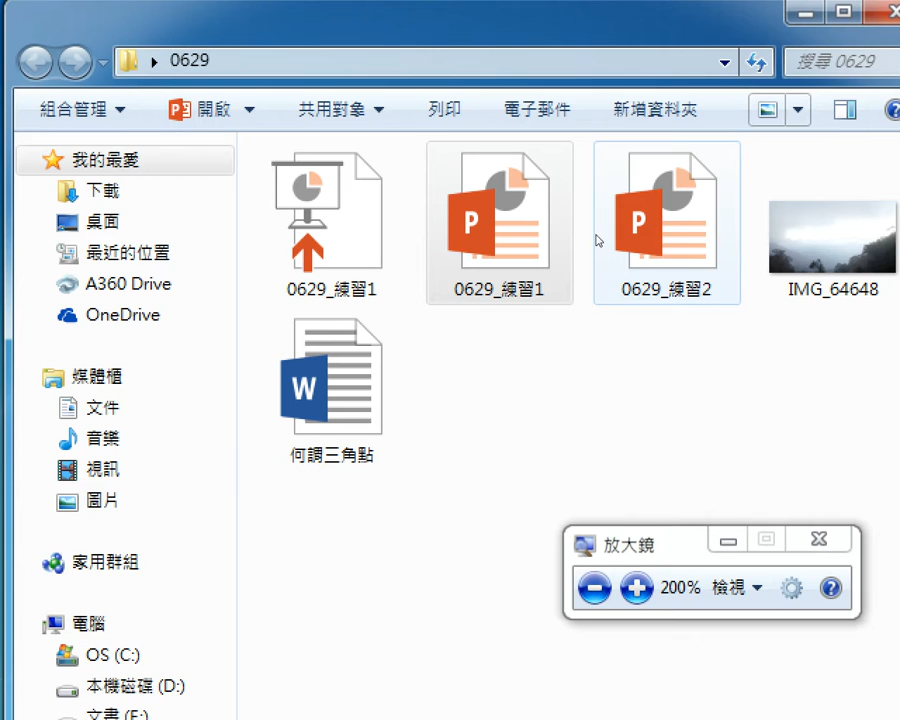 0629
搜尋 0629
組合管理
開啟
共用對象
列印
電子郵件
新增資料夾
我的最愛
下載
桌面
最近的位置
A360 Drive
OneDrive
媒體櫃
文件
音樂
視訊
圖片
家用群組
電腦
OS (C:)
本機磁碟 (D:)
文書 (E:)
0629_練習1
P
0629_練習1
P
0629_練習2
IMG_64648
W
何謂三角點
放大鏡
200%
檢視